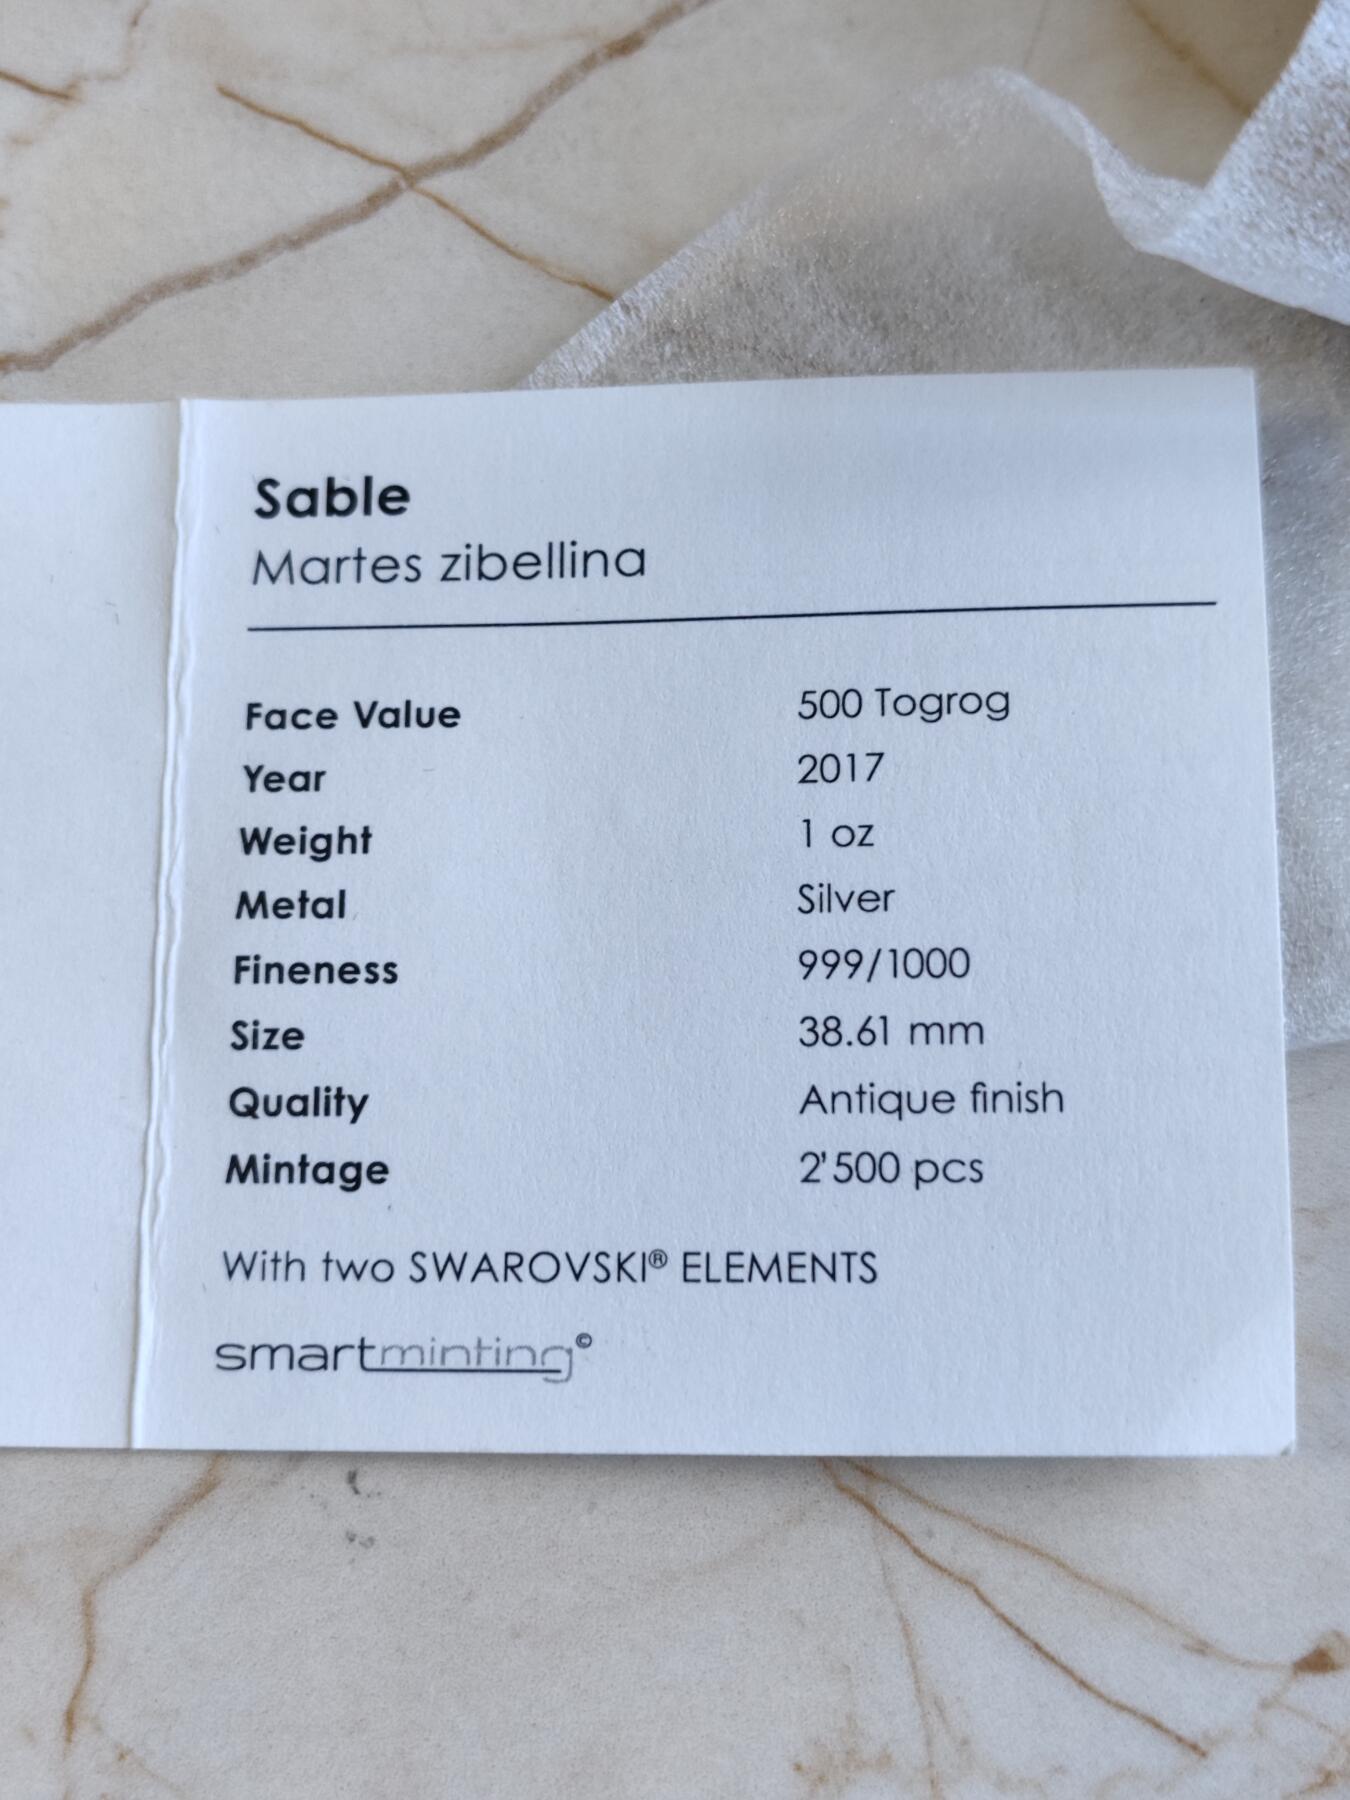 Sable
Martes zibellina
Face Value 500 Togrog
Year 2017
Weight 1 oz
Metal Silver
Fineness 999/1000
Size 38.61 mm
Quality Antique finish
Mintage 2'500 pcs
With two SWAROVSKI® ELEMENTS
smartminting©